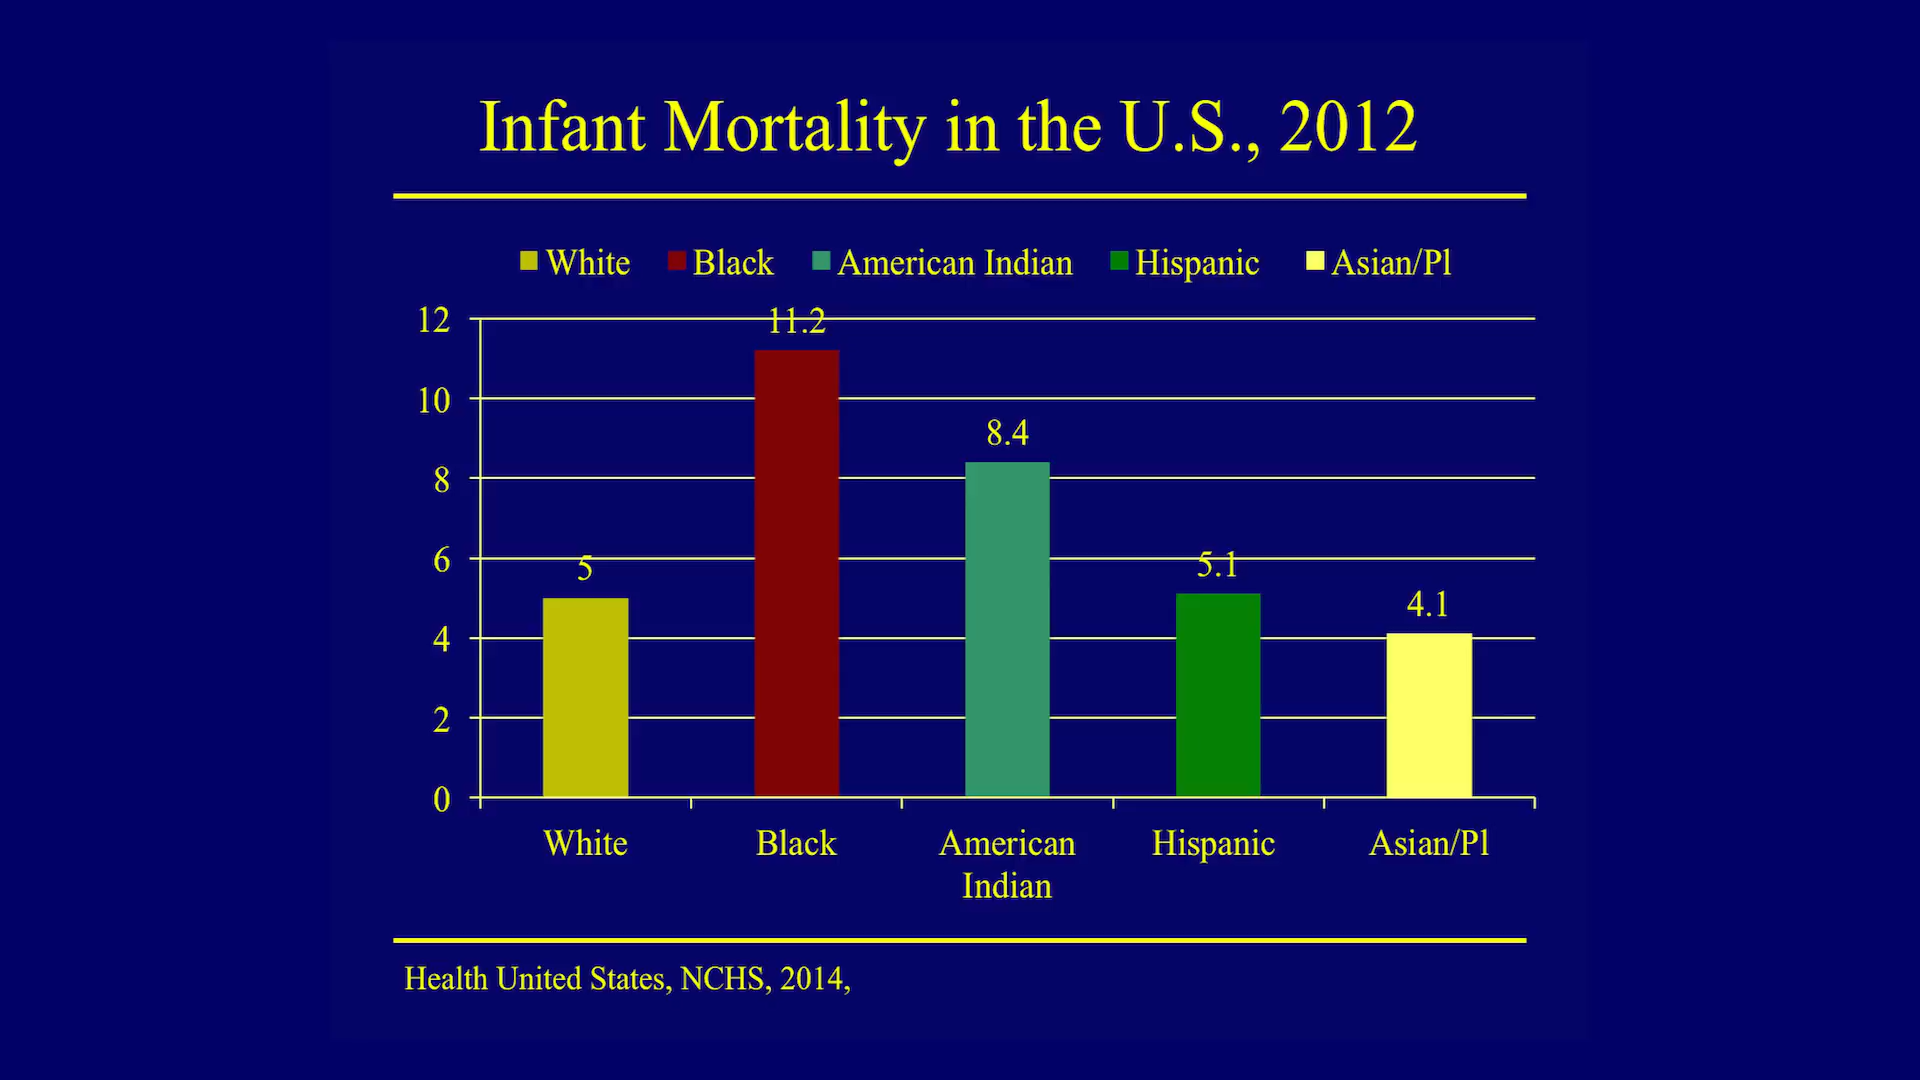 Infant Mortality in the U.S., 2012
White Black American Indian Hispanic Asian/Pl
12
11.2
10
8.4
8
6
5
5.1
4.1
4
2
0
White Black American Hispanic Asian/Pl
Indian
Health United States, NCHS, 2014,